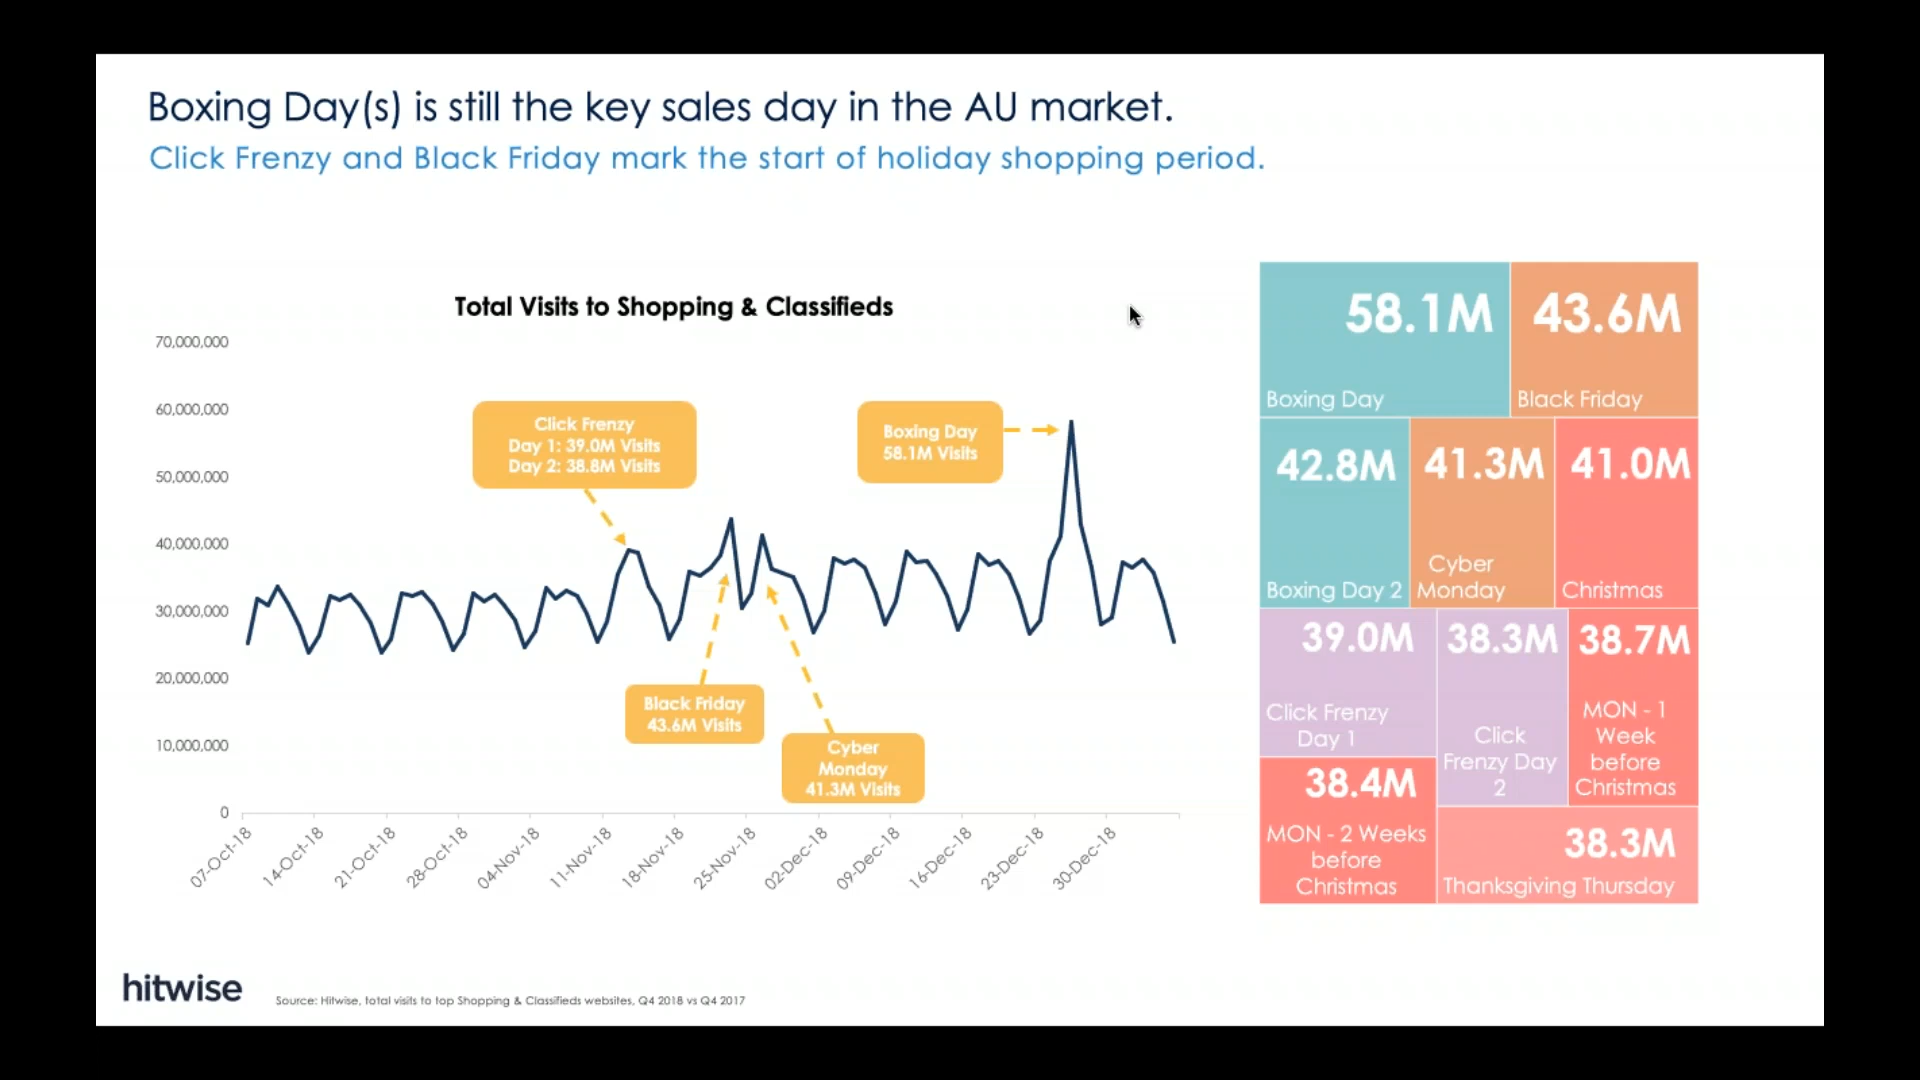 Boxing Day(s) is still the key sales day in the AU market.
Click Frenzy and Black Friday mark the start of holiday shopping period.
Total Visits to Shopping & Classifieds
70,000,000
60,000,000
50,000,000
40,000,000
30,000,000
20,000,000
10,000,000
0
Click Frenzy
Day 1: 39.0M Visits
Day 2: 38.8M Visits
Boxing Day
58.1M Visits
Black Friday
43.6M Visits
Cyber
Monday
41.3M Visits
07-Oct-18
14-Oct-18
21-Oct-18
28-Oct-18
04-Nov-18
11-Nov-18
18-Nov-18
25-Nov-18
02-Dec-18
09-Dec-18
16-Dec-18
23-Dec-18
30-Dec-18
58.1M
Boxing Day
43.6M
Black Friday
42.8M
Boxing Day 2
41.3M
Cyber
Monday
41.0M
Christmas
39.0M
Click Frenzy
Day 1
38.3M
Click
Frenzy Day
2
38.7M
MON - 1
Week
before
Christmas
38.4M
MON - 2 Weeks
before
Christmas
38.3M
Thanksgiving Thursday
hitwise
Source: Hitwise, total visits to top Shopping & Classifieds websites, Q4 2018 vs Q4 2017